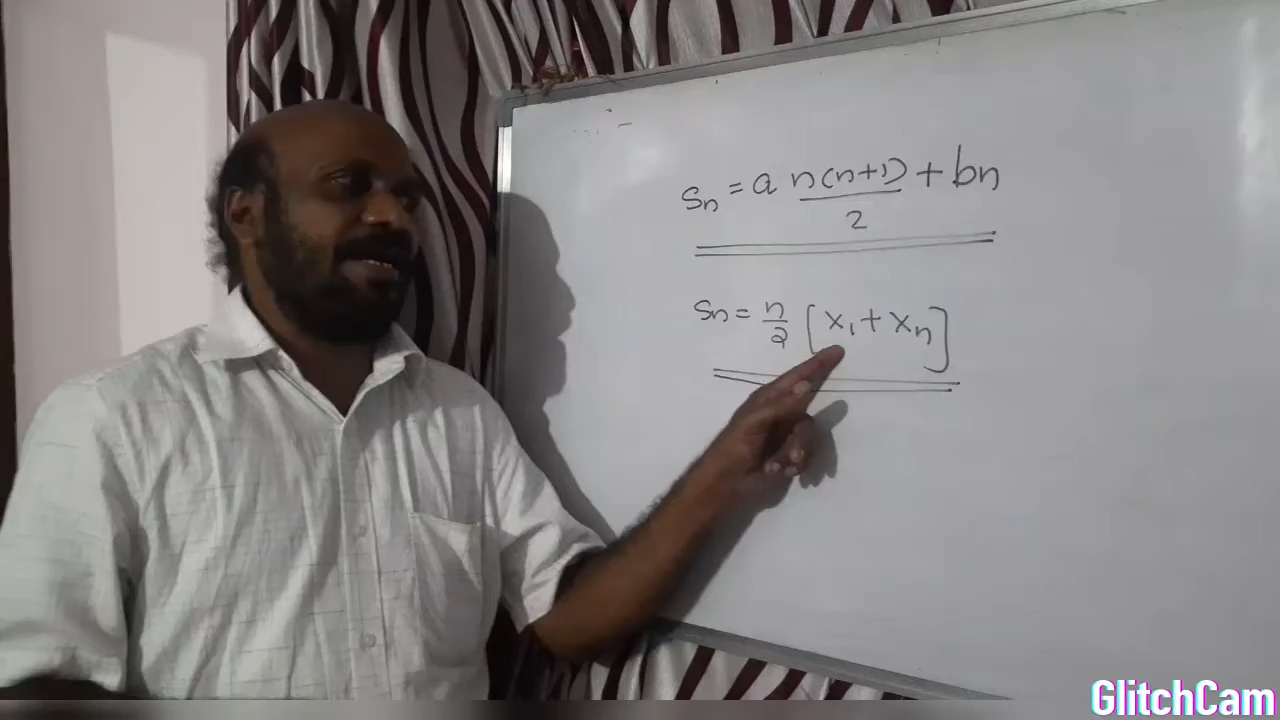 Sn = a n(n+1)/2 + bn
Sn = n/2 [x1 + xn]
GlitchCam